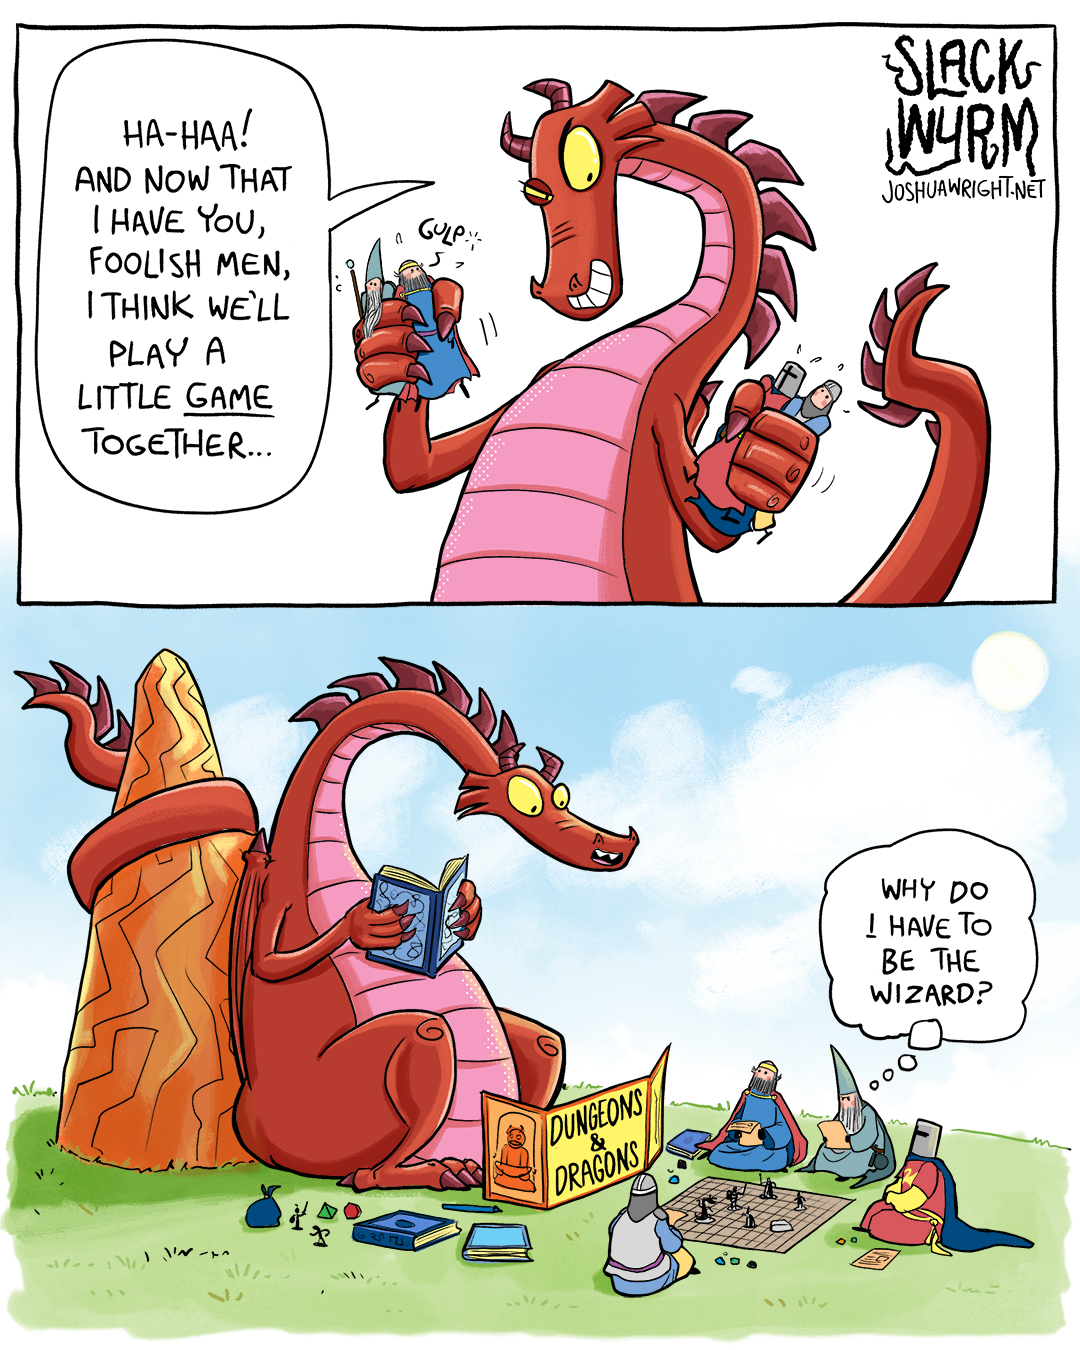 SLACK
WYRM
JOSHUAWRIGHT.NET
HA-HAA!
AND NOW THAT
I HAVE YOU,
FOOLISH MEN,
I THINK WE'LL
PLAY A
LITTLE GAME
TOGETHER...
GULP
WHY DO
I HAVE TO
BE THE
WIZARD?
DUNGEONS
&
DRAGONS